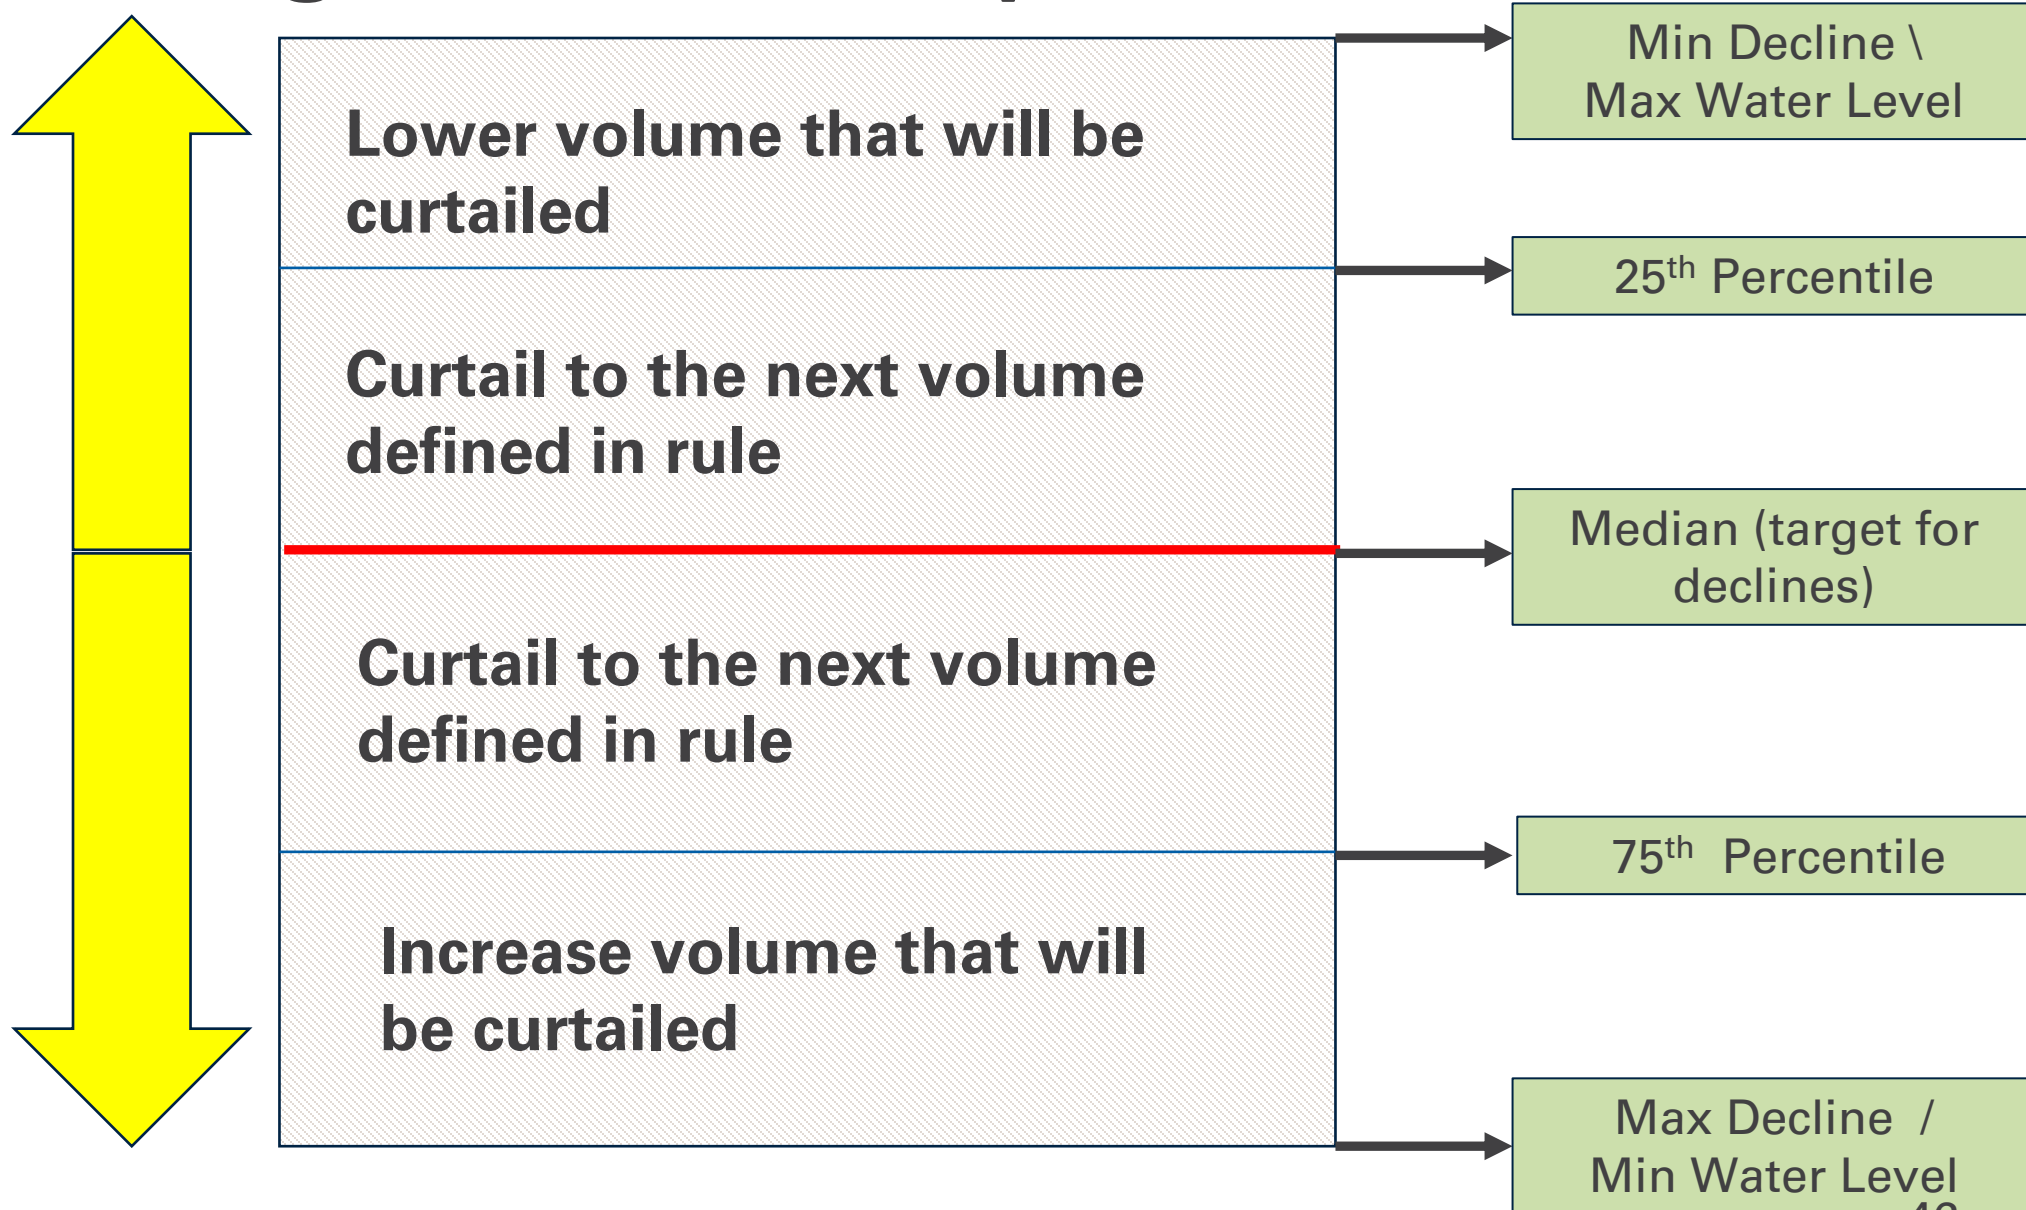 Min Decline \
Max Water Level
Lower volume that will be
curtailed
25th Percentile
Curtail to the next volume
defined in rule
Median (target for
declines)
Curtail to the next volume
defined in rule
75th Percentile
Increase volume that will
be curtailed
Max Decline /
Min Water Level